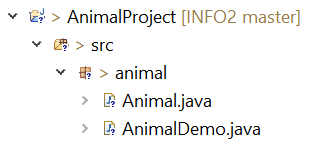 > AnimalProject [INFO2 master]
> src
> animal
Animal.java
AnimalDemo.java